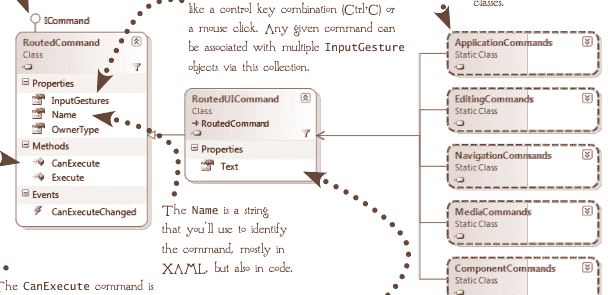 classes.
like a control key combination (Ctrl-C) or
a mouse click. Any given command can
be associated with multiple InputGesture
objects via this collection.
ICommand
RoutedCommand
Class
Properties
InputGestures
Name
OwnerType
Methods
CanExecute
Execute
Events
CanExecuteChanged
RoutedUICommand
Class
RoutedCommand
Properties
Text
The Name is a string
that you'll use to identify
the command, mostly in
XAML, but also in code.
The CanExecute command is
ApplicationCommands
Static Class
EditingCommands
Static Class
NavigationCommands
Static Class
MediaCommands
Static Class
ComponentCommands
Static Class